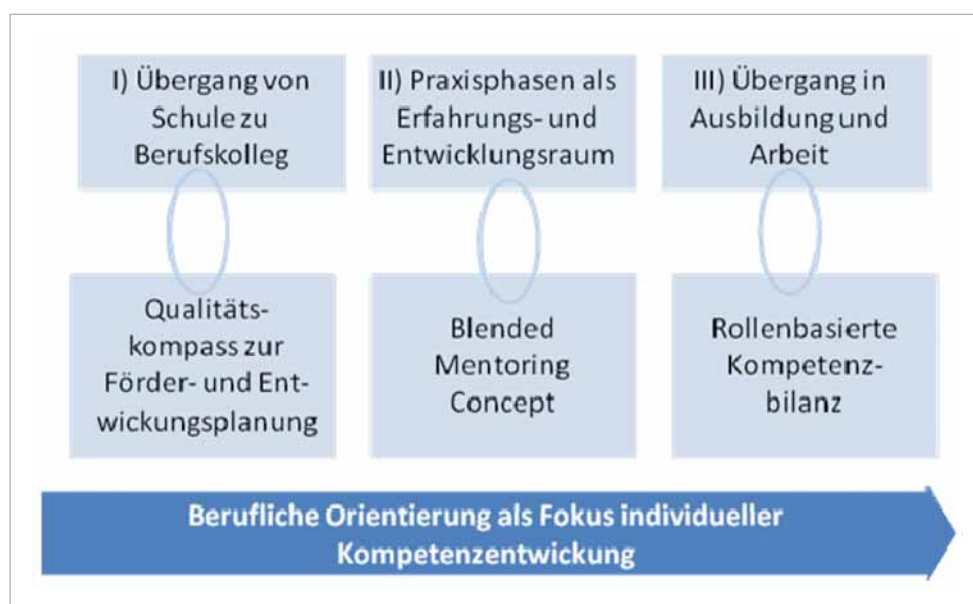 I) Übergang von
Schule zu
Berufskolleg
II) Praxisphasen als
Erfahrungs- und
Entwicklungsraum
III) Übergang in
Ausbildung und
Arbeit
Qualitäts-
kompass zur
Förder- und Ent-
wickungsplanung
Blended
Mentoring
Concept
Rollenbasierte
Kompetenz-
bilanz
Berufliche Orientierung als Fokus individueller
Kompetenzentwickung